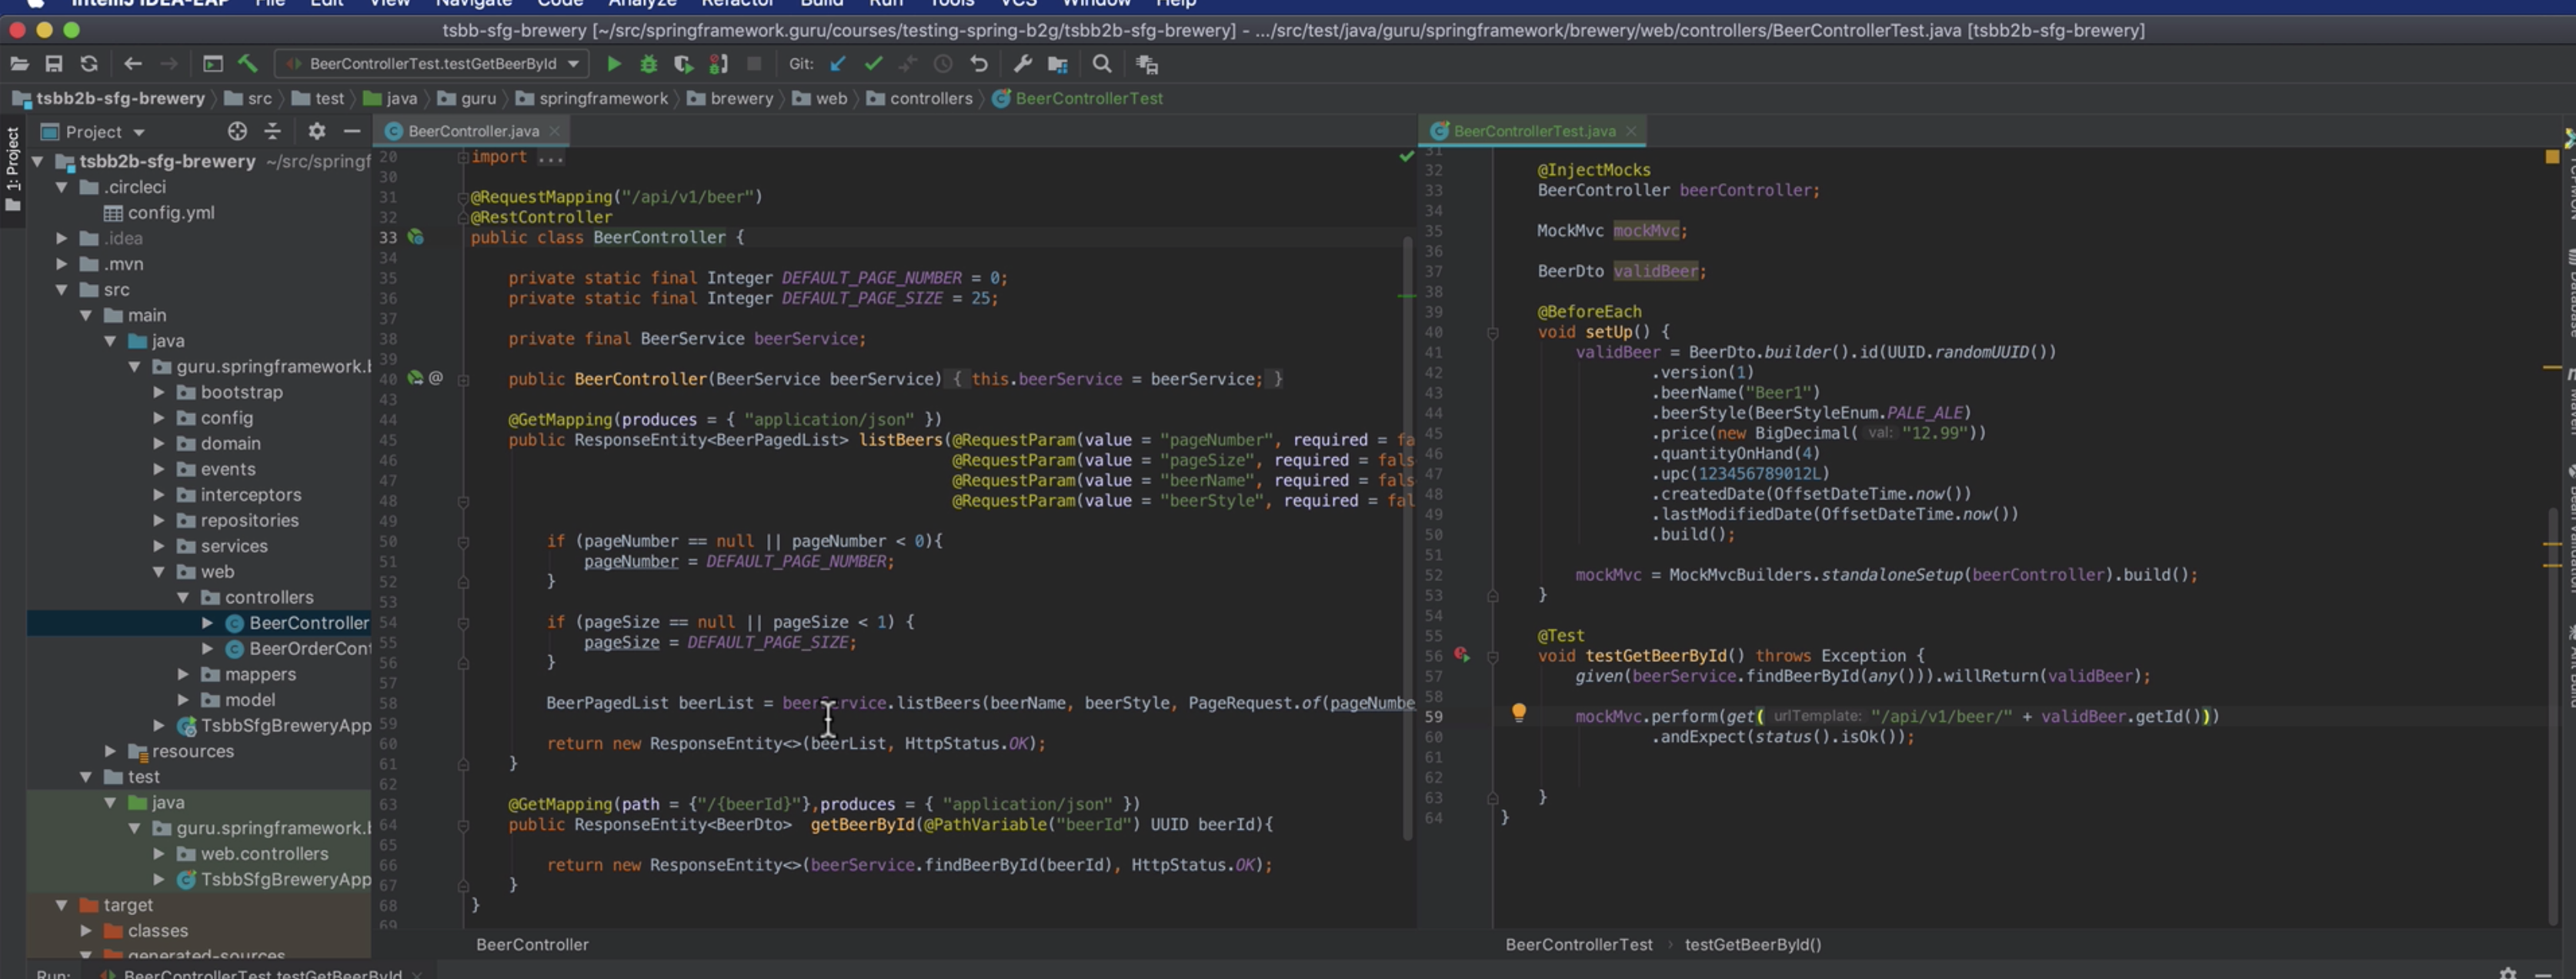 IntelliJ IDEA-EAP File Edit View Navigate Code Analyze Refactor Build Run Tools VCS Window Help
tsbb-sfg-brewery [~/src/springframework.guru/courses/testing-spring-b2g/tsbb2b-sfg-brewery] - .../src/test/java/guru/springframework/brewery/web/controllers/BeerControllerTest.java [tsbb2b-sfg-brewery]
BeerControllerTest.testGetBeerById Git:
tsbb2b-sfg-brewery src test java guru springframework brewery web controllers BeerControllerTest
1: Project
Project
tsbb2b-sfg-brewery ~/src/springf
.circleci
config.yml
.idea
.mvn
src
main
java
guru.springframework.b
bootstrap
config
domain
events
interceptors
repositories
services
web
controllers
BeerController
BeerOrderCont
mappers
model
TsbbSfgBreweryApp
resources
test
java
guru.springframework.b
web.controllers
TsbbSfgBreweryApp
target
classes
generated-sources
BeerController.java
20 import ...
30
31 @RequestMapping("/api/v1/beer")
32 @RestController
33 public class BeerController {
34
35 private static final Integer DEFAULT_PAGE_NUMBER = 0;
36 private static final Integer DEFAULT_PAGE_SIZE = 25;
37
38 private final BeerService beerService;
39
40 @ public BeerController(BeerService beerService) { this.beerService = beerService; }
43
44 @GetMapping(produces = { "application/json" })
45 public ResponseEntity<BeerPagedList> listBeers(@RequestParam(value = "pageNumber", required = fa
46 @RequestParam(value = "pageSize", required = fals
47 @RequestParam(value = "beerName", required = fals
48 @RequestParam(value = "beerStyle", required = fal
49
50 if (pageNumber == null || pageNumber < 0){
51 pageNumber = DEFAULT_PAGE_NUMBER;
52 }
53
54 if (pageSize == null || pageSize < 1) {
55 pageSize = DEFAULT_PAGE_SIZE;
56 }
57
58 BeerPagedList beerList = beerService.listBeers(beerName, beerStyle, PageRequest.of(pageNumbe
59
60 return new ResponseEntity<>(beerList, HttpStatus.OK);
61 }
62
63 @GetMapping(path = {"/{beerId}"},produces = { "application/json" })
64 public ResponseEntity<BeerDto> getBeerById(@PathVariable("beerId") UUID beerId){
65
66 return new ResponseEntity<>(beerService.findBeerById(beerId), HttpStatus.OK);
67 }
68 }
69
BeerController
BeerControllerTest.java
31
32 @InjectMocks
33 BeerController beerController;
34
35 MockMvc mockMvc;
36
37 BeerDto validBeer;
38
39 @BeforeEach
40 void setUp() {
41 validBeer = BeerDto.builder().id(UUID.randomUUID())
42 .version(1)
43 .beerName("Beer1")
44 .beerStyle(BeerStyleEnum.PALE_ALE)
45 .price(new BigDecimal( val: "12.99"))
46 .quantityOnHand(4)
47 .upc(123456789012L)
48 .createdDate(OffsetDateTime.now())
49 .lastModifiedDate(OffsetDateTime.now())
50 .build();
51
52 mockMvc = MockMvcBuilders.standaloneSetup(beerController).build();
53 }
54
55 @Test
56 void testGetBeerById() throws Exception {
57 given(beerService.findBeerById(any())).willReturn(validBeer);
58
59 mockMvc.perform(get( urlTemplate: "/api/v1/beer/" + validBeer.getId()))
60 .andExpect(status().isOk());
61
62
63 }
64 }
BeerControllerTest testGetBeerById()
Run: BeerControllerTest.testGetBeerById